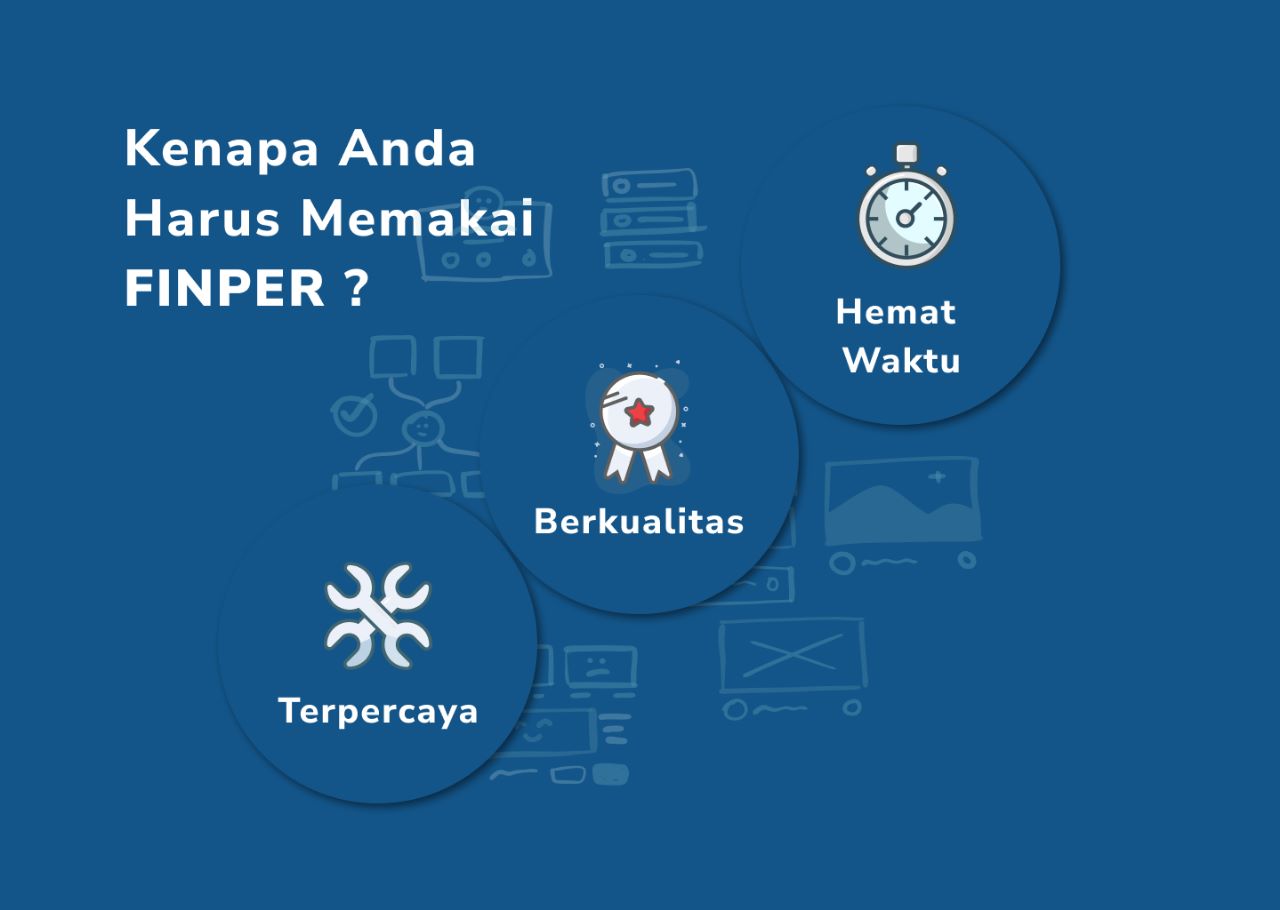 Kenapa Anda
Harus Memakai
FINPER ?
Hemat
Waktu
Berkualitas
Terpercaya